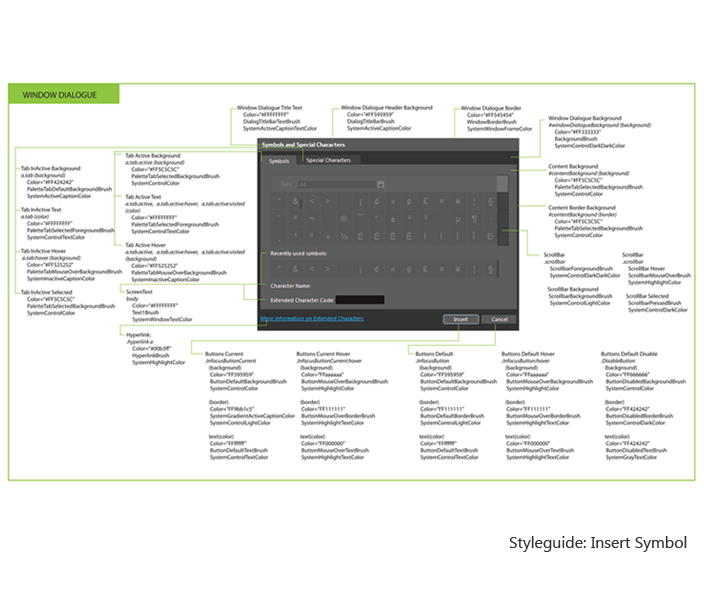 WINDOW DIALOGUE
Window Dialogue Title Text
Color="#FFFFFFFF"
DialogTitleBarTextBrush
SystemActiveCaptionTextColor
Window Dialogue Header Background
Color="#FF595959"
DialogTitleBarBrush
SystemActiveCaptionColor
Window Dialogue Border
Color="#FF545454"
WindowBorderBrush
SystemWindowFrameColor
Window Dialogue Background
#windowDialogueBackground (background):
Color="#FF333333"
BackgroundBrush
SystemControlDarkDarkColor
Content Background
#contentBackground (background)
Color="#FF5C5C5C"
PaletteTabSelectedBackgroundBrush
SystemControlColor
Content Border Background
#contentBackground (border)
Color="#FF5C5C5C"
PaletteTabSelectedBackgroundBrush
SystemControlColor
ScrollBar
.scrollbar
ScrollbarForegroundBrush
SystemControlDarkDarkColor
ScrollBar Background
ScrollbarBackgroundBrush
SystemControlLightColor
ScrollBar
.scrollbar
ScrollBar Hover
ScrollbarMouseOverBrush
SystemHighlightColor
ScrollBar Selected
ScrollbarPressedBrush
SystemControlDarkColor
Tab InActive Background
a.tab (background)
Color="#FF424242"
PaletteTabDefaultBackgroundBrush
SystemActiveCaptionColor
Tab InActive Text
a.tab (color)
Color="#FFFFFFFF"
PaletteTabSelectedForegroundBrush
SystemControlTextColor
Tab InActive Hover
a.tab:hover (background)
Color="#FF525252"
PaletteTabMouseOverBackgroundBrush
SystemInactiveCaptionColor
Tab InActive Selected
Color="#FF5C5C5C"
PaletteTabSelectedBackgroundBrush
SystemControlColor
Tab Active Background
a.tab.active (background)
Color="#FF5C5C5C"
PaletteTabSelectedBackgroundBrush
SystemControlColor
Tab Active Text
a.tab.active, a.tab.active:hover, a.tab.active:visited
(color)
Color="#FFFFFFFF"
PaletteTabSelectedForegroundBrush
SystemControlTextColor
Tab Active Hover
a.tab.active, a.tab.active:hover, a.tab.active:visited
(background)
Color="#FF525252"
PaletteTabMouseOverBackgroundBrush
SystemInactiveCaptionColor
ScreenText
body
Color="#FFFFFFFF"
Text1Brush
SystemWindowTextColor
Hyperlink:
.hyperlink a
Color="#00b3ff"
HyperlinkBrush
SystemHighlightColor
Symbols and Special Characters
Symbols
Special Characters
Type: All
Recently used symbols:
Character Name:
Extended Character Code:
More information on Extended Characters
Insert
Cancel
Buttons Current
.InfocusButtonCurrent
(background)
Color="FF595959"
ButtonDefaultBackgroundBrush
SystemControlColor
(border)
Color="FF9bb1c5"
SystemGradientActiveCaptionColor
SystemControlLightColor
text(color)
Color="FFffffff"
ButtonDefaultTextBrush
SystemControlTextColor
Buttons Current Hover
.InfocusButtonCurrent:hover
(background)
Color="FFaaaaaa"
ButtonMouseOverBackgroundBrush
SystemHighlightColor
(border)
Color="FF111111"
ButtonMouseOverBorderBrush
SystemHighlightTextColor
text(color)
Color="FF000000"
ButtonMouseOverTextBrush
SystemHighlightTextColor
Buttons Default
.InfocusButton
(background)
Color="FF595959"
ButtonDefaultBackgroundBrush
SystemControlColor
(border)
Color="FF111111"
ButtonDefaultBorderBrush
SystemControlLightColor
text(color)
Color="FFffffff"
ButtonDefaultTextBrush
SystemControlTextColor
Buttons Default Hover
.InfocusButton:hover
(background)
Color="FFaaaaaa"
ButtonMouseOverBackgroundBrush
SystemHighlightColor
(border)
Color="FF111111"
ButtonMouseOverBorderBrush
SystemHighlightTextColor
text(color)
Color="FF000000"
ButtonMouseOverTextBrush
SystemHighlightTextColor
Buttons Default Disable
.DisableButton
(background)
Color="FF666666"
ButtonDisabledBackgroundBrush
SystemControlColor
(border)
Color="FF424242"
ButtonDisabledBorderBrush
SystemControlDarkColor
text(color)
Color="FF424242"
ButtonDisabledTextBrush
SystemGrayTextColor
Styleguide: Insert Symbol